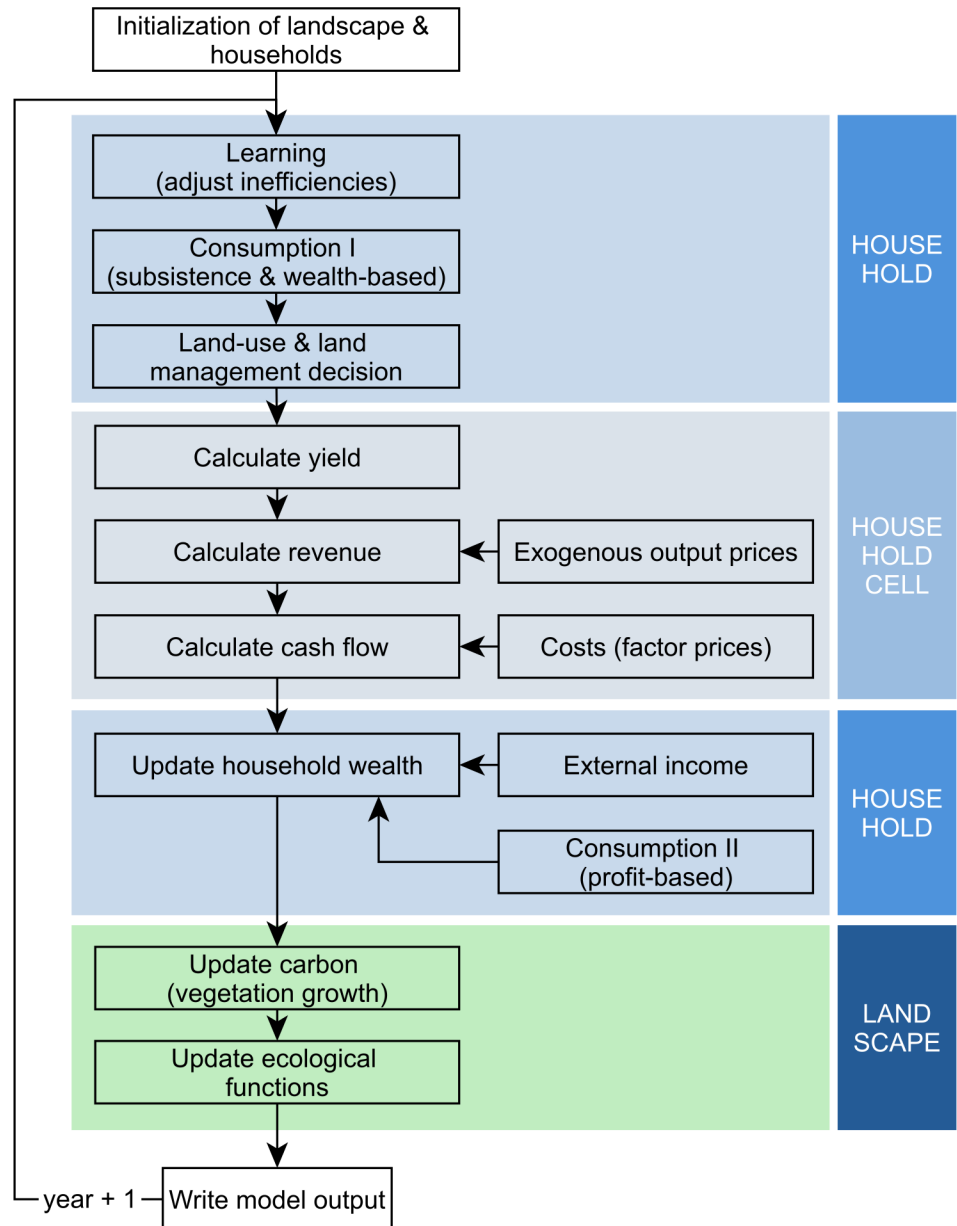 Initialization of landscape &
households
Learning
(adjust inefficiencies)
Consumption I
(subsistence & wealth-based)
Land-use & land
management decision
HOUSE
HOLD
Calculate yield
Calculate revenue
Exogenous output prices
Calculate cash flow
Costs (factor prices)
HOUSE
HOLD
CELL
Update household wealth
External income
Consumption II
(profit-based)
HOUSE
HOLD
Update carbon
(vegetation growth)
Update ecological
functions
LAND
SCAPE
year + 1
Write model output